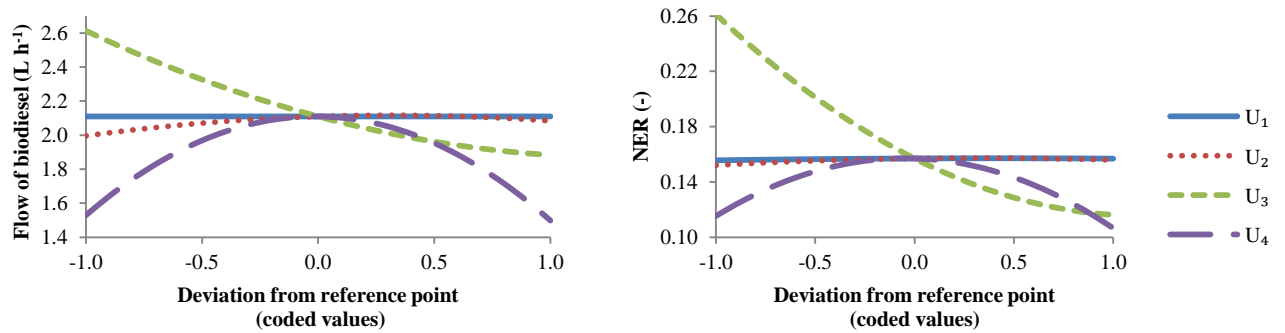 Flow of biodiesel (L h⁻¹)
2.6
2.4
2.2
2.0
1.8
1.6
1.4
-1.0 -0.5 0.0 0.5 1.0
Deviation from reference point
(coded values)
NER (-)
0.26
0.22
0.18
0.14
0.10
-1.0 -0.5 0.0 0.5 1.0
Deviation from reference point
(coded values)
U₁
U₂
U₃
U₄